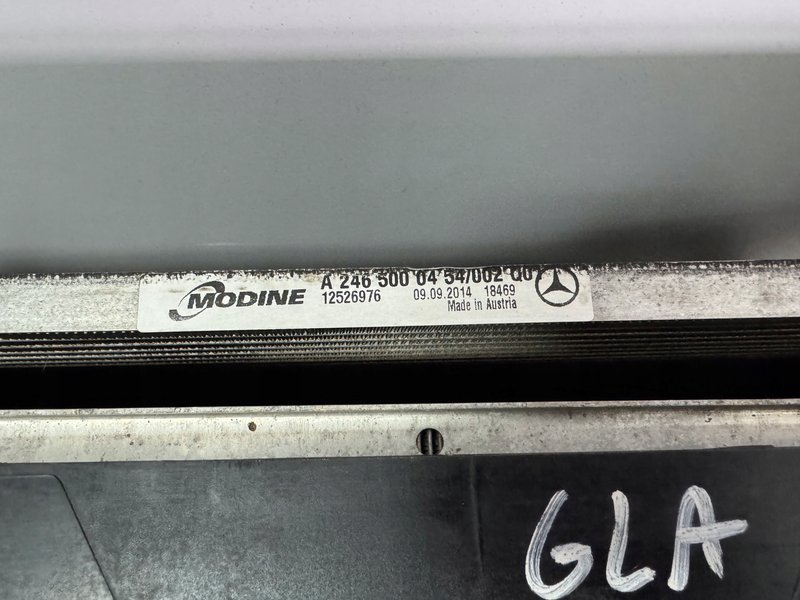 MODINE
A 246 500 04 54/002 Q01
12526976 09.09.2014 18469
Made in Austria
GLA